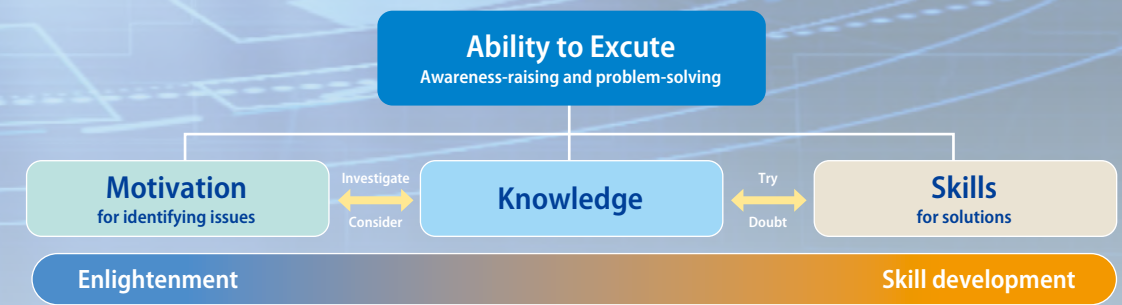 Ability to Excute
Awareness-raising and problem-solving
Motivation
for identifying issues
Investigate
Consider
Knowledge
Try
Doubt
Skills
for solutions
Enlightenment
Skill development